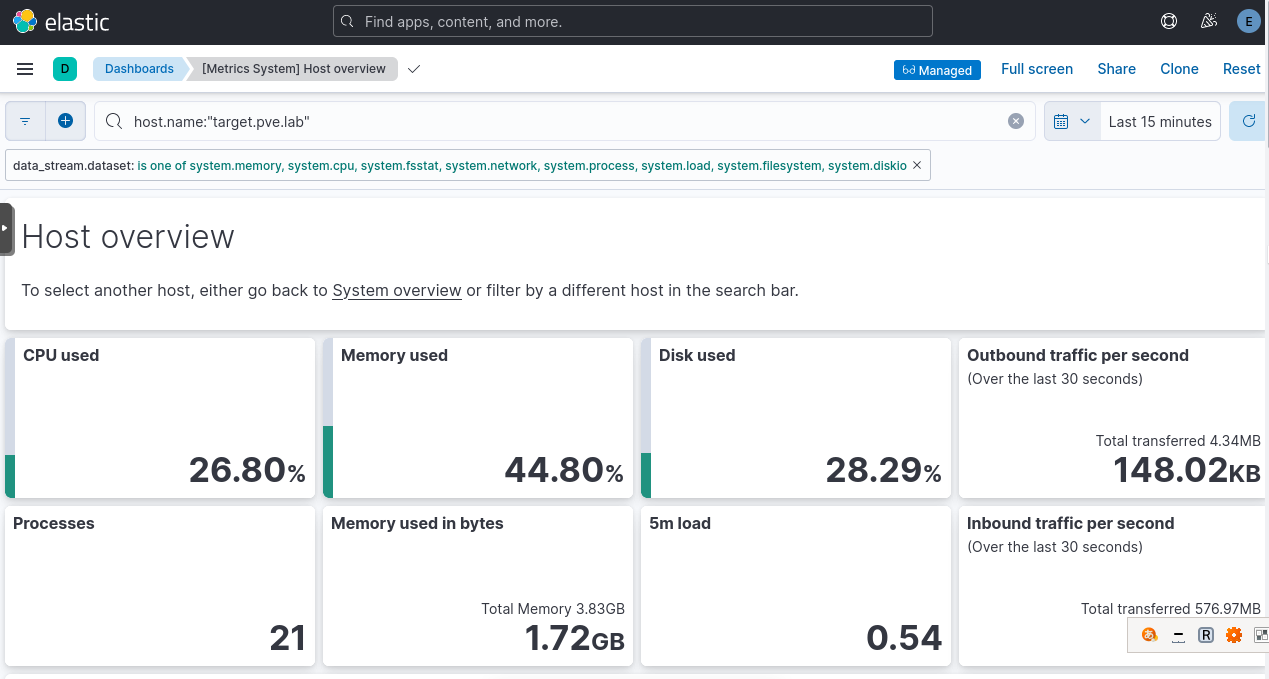 elastic
Find apps, content, and more.
E
D
Dashboards
[Metrics System] Host overview
Managed
Full screen
Share
Clone
Reset
host.name:"target.pve.lab"
Last 15 minutes
data_stream.dataset: is one of system.memory, system.cpu, system.fsstat, system.network, system.process, system.load, system.filesystem, system.diskio
Host overview
To select another host, either go back to System overview or filter by a different host in the search bar.
CPU used
26.80%
Memory used
44.80%
Disk used
28.29%
Outbound traffic per second
(Over the last 30 seconds)
Total transferred 4.34MB
148.02KB
Processes
21
Memory used in bytes
Total Memory 3.83GB
1.72GB
5m load
0.54
Inbound traffic per second
(Over the last 30 seconds)
Total transferred 576.97MB
あ
R